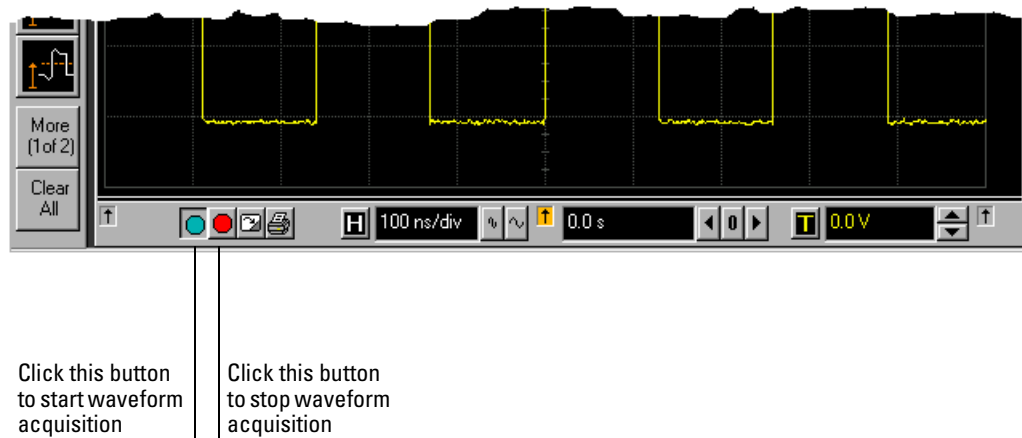 More
(1of 2)
Clear
All
H 100 ns/div 0.0 s 0 T 0.0 V
Click this button
to start waveform
acquisition
Click this button
to stop waveform
acquisition